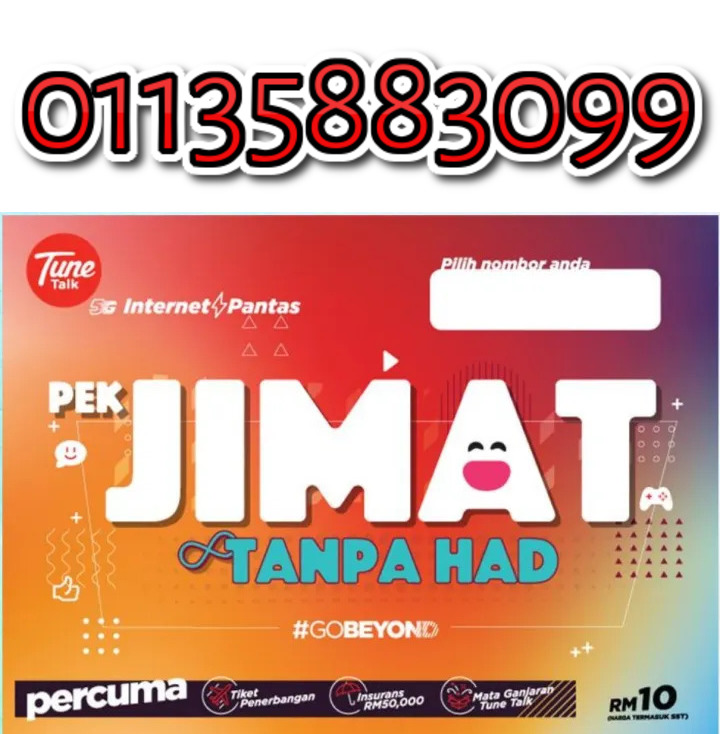 01135883099
Tune
Talk
Pilih nombor anda
5G Internet Pantas
PEK JIMAT
TANPA HAD
#GOBEYOND
percuma
Tiket
Penerbangan
Insurans
RM50,000
Mata Ganjaran
Tune Talk
RM10
(HARGA TERMASUK SST)